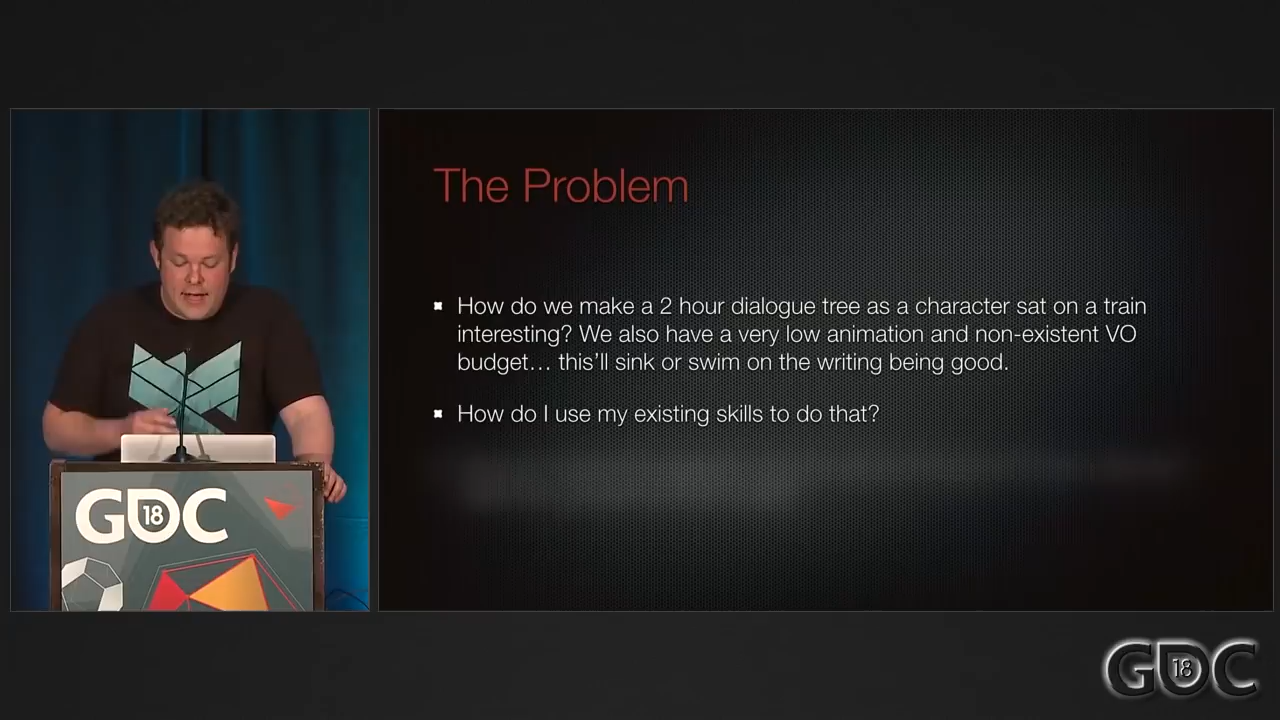 The Problem
How do we make a 2 hour dialogue tree as a character sat on a train
interesting? We also have a very low animation and non-existent VO
budget... this'll sink or swim on the writing being good.
How do I use my existing skills to do that?
GDC
18
GDC
18